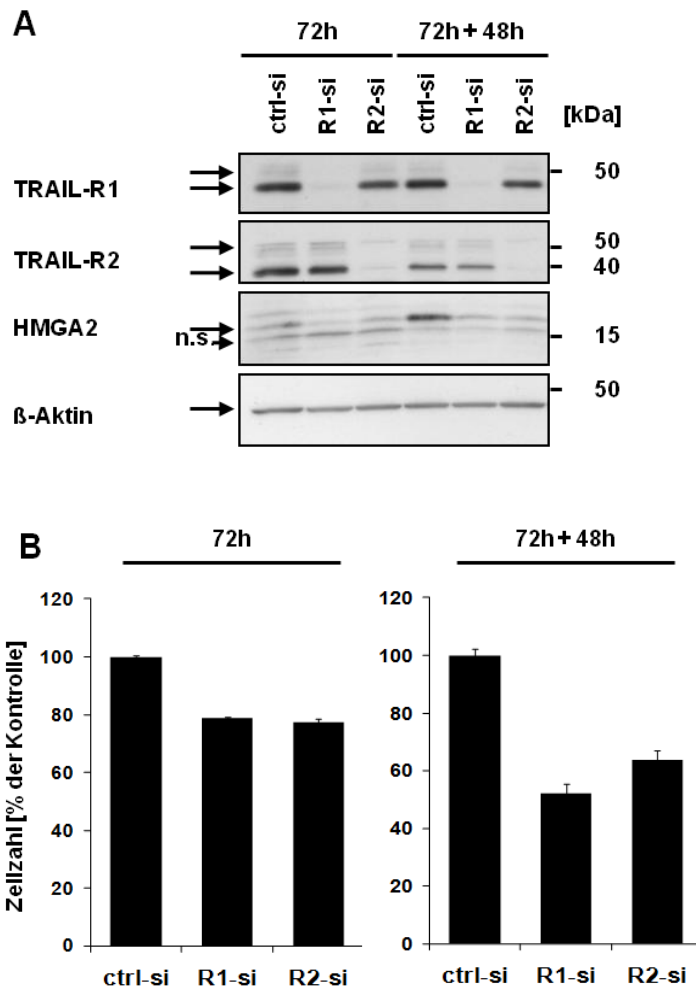 A
72h 72h + 48h
ctrl-si R1-si R2-si ctrl-si R1-si R2-si [kDa]
TRAIL-R1 50
TRAIL-R2 50
40
HMGA2
n.s. 15
ß-Aktin 50
B
72h 72h + 48h
Zellzahl [% der Kontrolle]
120 120
100 100
80 80
60 60
40 40
20 20
0 0
ctrl-si R1-si R2-si ctrl-si R1-si R2-si